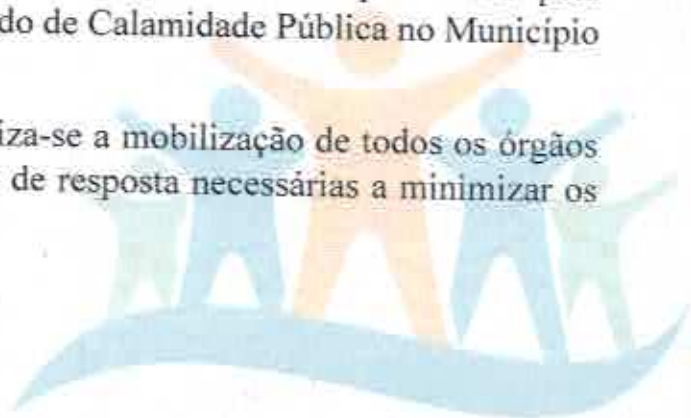 do de Calamidade Pública no Município
iza-se a mobilização de todos os órgãos
de resposta necessárias a minimizar os